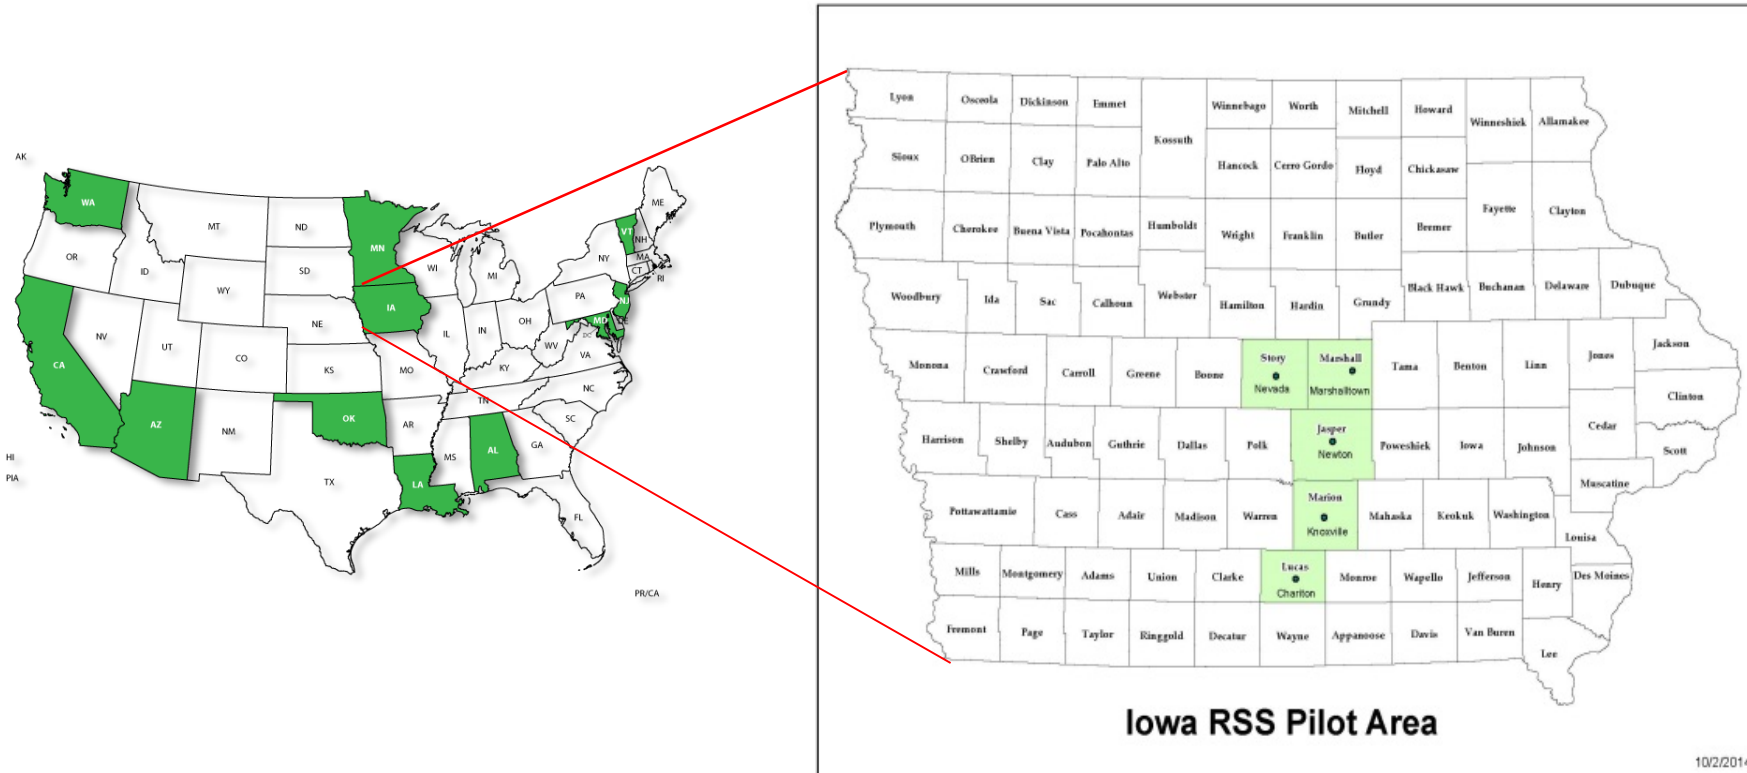 AK
WA
MT
ND
MN
ME
OR
ID
SD
WI
MI
NY
VT
NH
MA
CT
RI
WY
IA
PA
NJ
NV
UT
NE
IL
IN
OH
MD
DE
DC
CA
CO
KS
MO
KY
WV
VA
AZ
NM
OK
AR
TN
NC
SC
HI
PIA
TX
LA
MS
AL
GA
FL
PR/CA
Lyon
Osceola
Dickinson
Emmet
Kossuth
Winnebago
Worth
Mitchell
Howard
Winneshiek
Allamakee
Sioux
OBrien
Clay
Palo Alto
Hancock
Cerro Gordo
Floyd
Chickasaw
Fayette
Clayton
Plymouth
Cherokee
Buena Vista
Pocahontas
Humboldt
Wright
Franklin
Butler
Bremer
Woodbury
Ida
Sac
Calhoun
Webster
Hamilton
Hardin
Grundy
Black Hawk
Buchanan
Delaware
Dubuque
Monona
Crawford
Carroll
Greene
Boone
Story
Nevada
Marshall
Marshalltown
Tama
Benton
Linn
Jones
Jackson
Clinton
Harrison
Shelby
Audubon
Guthrie
Dallas
Polk
Jasper
Newton
Poweshiek
Iowa
Johnson
Cedar
Scott
Muscatine
Pottawattamie
Cass
Adair
Madison
Warren
Marion
Knoxville
Mahaska
Keokuk
Washington
Louisa
Mills
Montgomery
Adams
Union
Clarke
Lucas
Chariton
Monroe
Wapello
Jefferson
Henry
Des Moines
Fremont
Page
Taylor
Ringgold
Decatur
Wayne
Appanoose
Davis
Van Buren
Lee
Iowa RSS Pilot Area
10/2/2014